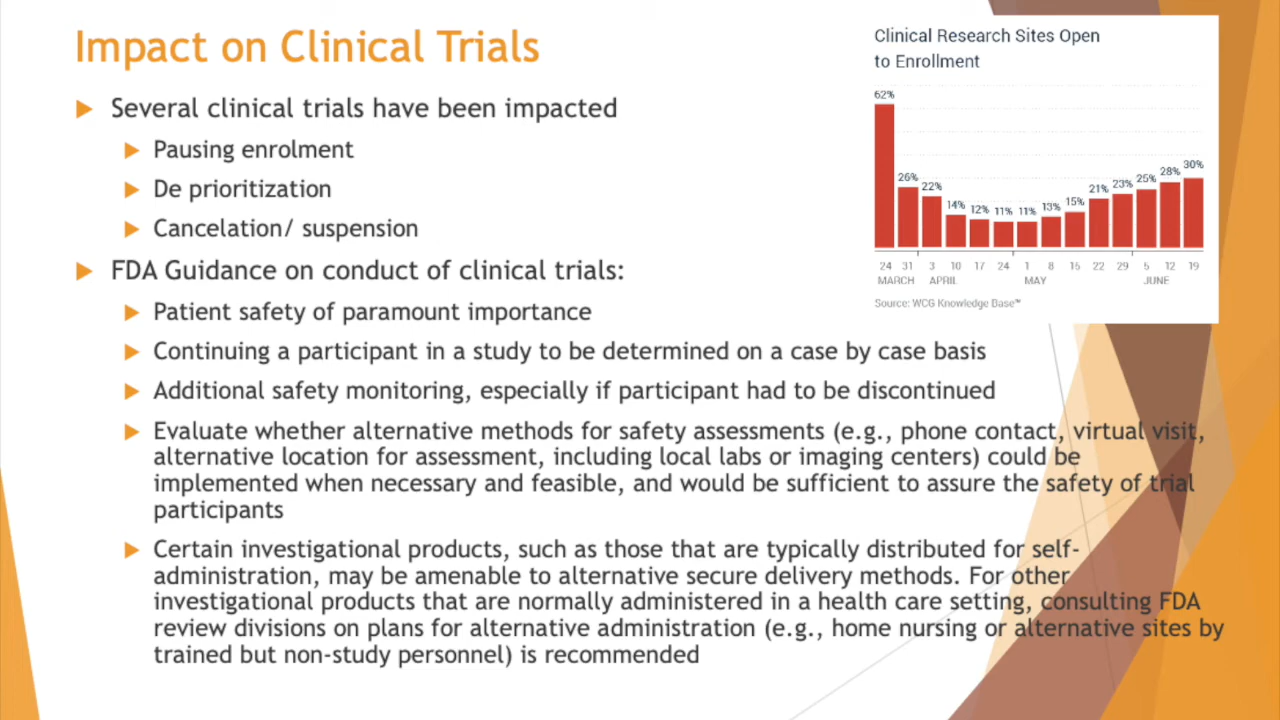 Impact on Clinical Trials
Several clinical trials have been impacted
Pausing enrolment
De prioritization
Cancelation/ suspension
FDA Guidance on conduct of clinical trials:
Patient safety of paramount importance
Continuing a participant in a study to be determined on a case by case basis
Additional safety monitoring, especially if participant had to be discontinued
Evaluate whether alternative methods for safety assessments (e.g., phone contact, virtual visit,
alternative location for assessment, including local labs or imaging centers) could be
implemented when necessary and feasible, and would be sufficient to assure the safety of trial
participants
Certain investigational products, such as those that are typically distributed for self-
administration, may be amenable to alternative secure delivery methods. For other
investigational products that are normally administered in a health care setting, consulting FDA
review divisions on plans for alternative administration (e.g., home nursing or alternative sites by
trained but non-study personnel) is recommended
Clinical Research Sites Open
to Enrollment
62% 26% 22% 14% 12% 11% 11% 13% 15% 21% 23% 25% 28% 30%
24 31 3 10 17 24 1 8 15 22 29 5 12 19
MARCH APRIL MAY JUNE
Source: WCG Knowledge Base℠